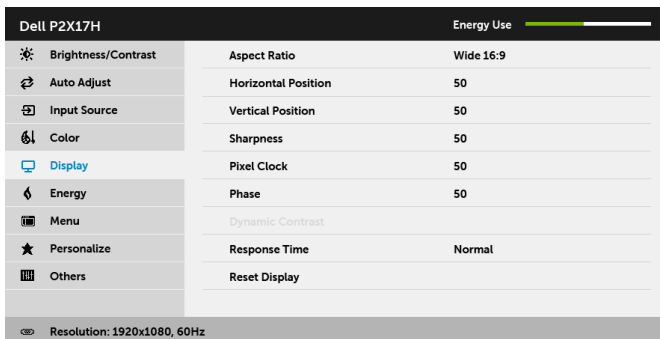 Dell P2X17H Energy Use
Brightness/Contrast Aspect Ratio Wide 16:9
Auto Adjust Horizontal Position 50
Input Source Vertical Position 50
Color Sharpness 50
Display Pixel Clock 50
Energy Phase 50
Menu Dynamic Contrast
Personalize Response Time Normal
Others Reset Display
Resolution: 1920x1080, 60Hz